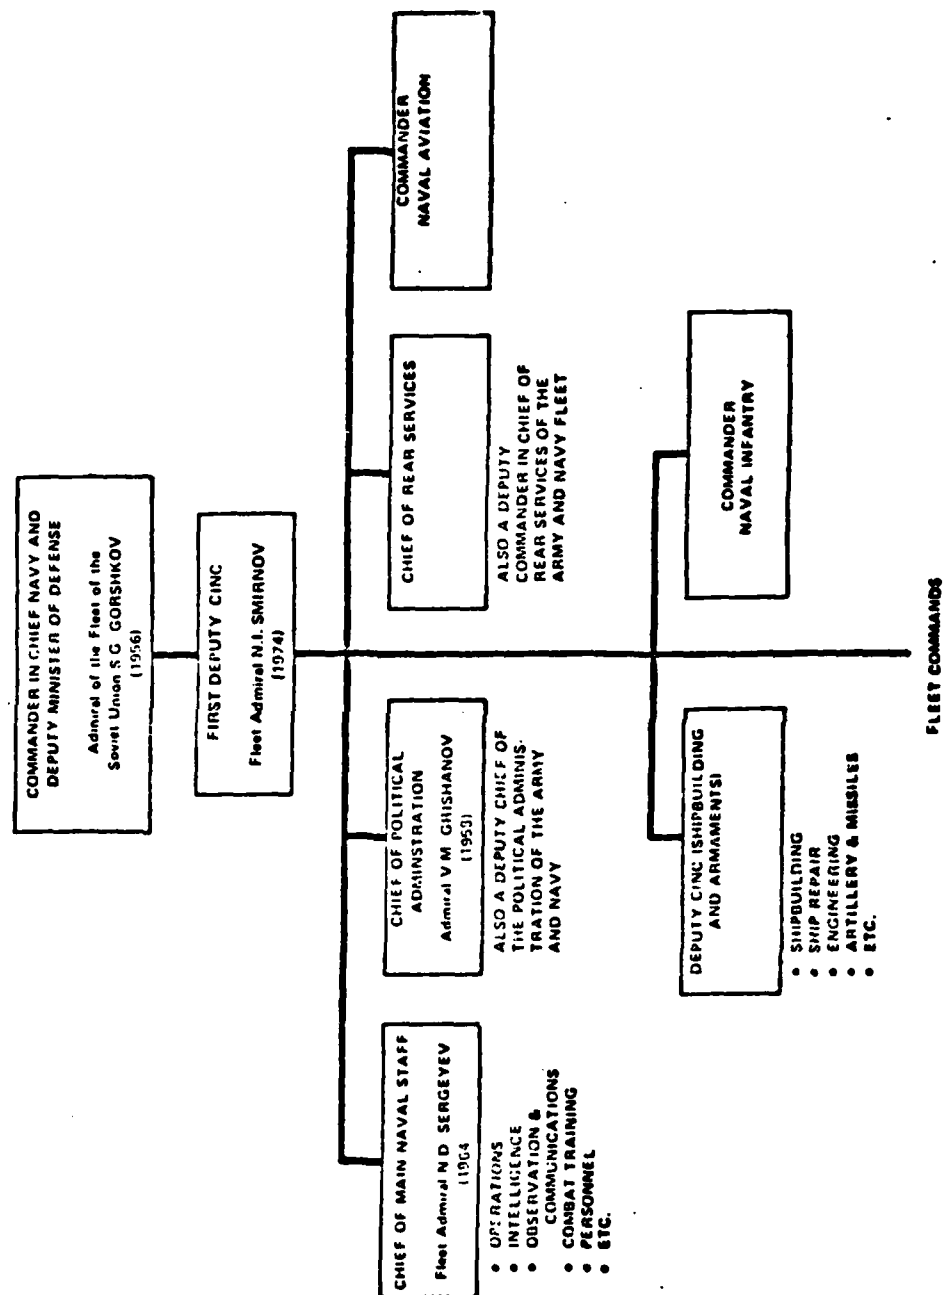 COMMANDER IN CHIEF NAVY AND
DEPUTY MINISTER OF DEFENSE
Admiral of the Fleet of the
Soviet Union S G GORSHKOV
(1956)
FIRST DEPUTY CINC
Fleet Admiral N.I. SMIRNOV
(1974)
CHIEF OF MAIN NAVAL STAFF
Fleet Admiral N D SERGEYEV
(1964
• OPERATIONS
• INTELLIGENCE
• OBSERVATION &
COMMUNICATIONS
• COMBAT TRAINING
• PERSONNEL
• ETC.
CHIEF OF POLITICAL
ADMINSTRATION
Admiral V M GRISHANOV
ALSO A DEPUTY CHIEF OF
THE POLITICAL ADMINIS-
TRATION OF THE ARMY
AND NAVY
CHIEF OF REAR SERVICES
ALSO A DEPUTY
COMMANDER IN CHIEF OF
REAR SERVICES OF THE
ARMY AND NAVY FLEET
COMMANDER
NAVAL AVIATION
DEPUTY CINC (SHIPBUILDING
AND ARMAMENTS)
• SHIPBUILDING
• SHIP REPAIR
• ENGINEERING
• ARTILLERY & MISSILES
• ETC.
COMMANDER
NAVAL INFANTRY
FLEET COMMANDS